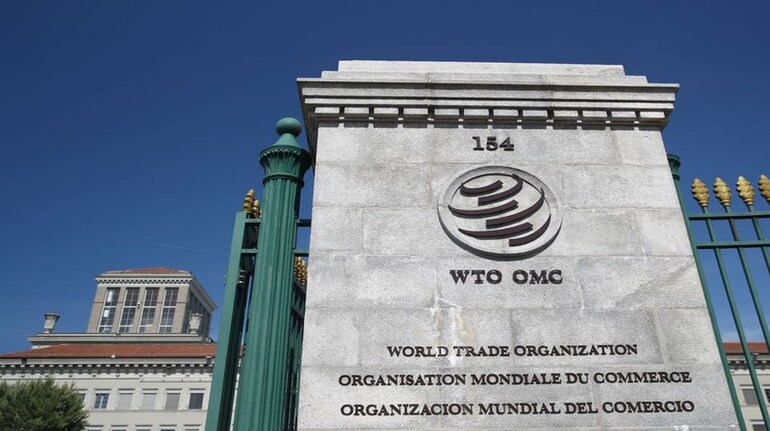 154
WTO OMC
WORLD TRADE ORGANIZATION
ORGANISATION MONDIALE DU COMMERCE
ORGANIZACION MUNDIAL DEL COMERCIO